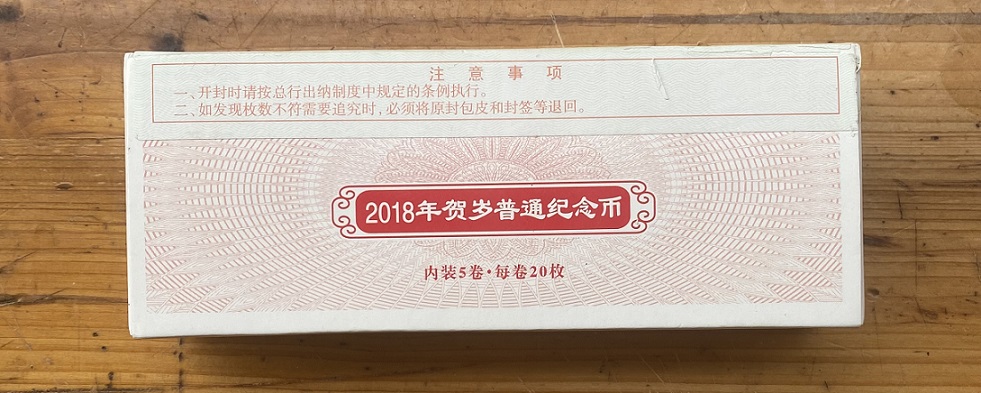 注意事项
一、开封时请按总行出纳制度中规定的条例执行。
二、如发现枚数不符需要追究时，必须将原封包皮和封签等退回。
2018年贺岁普通纪念币
内装5卷·每卷20枚